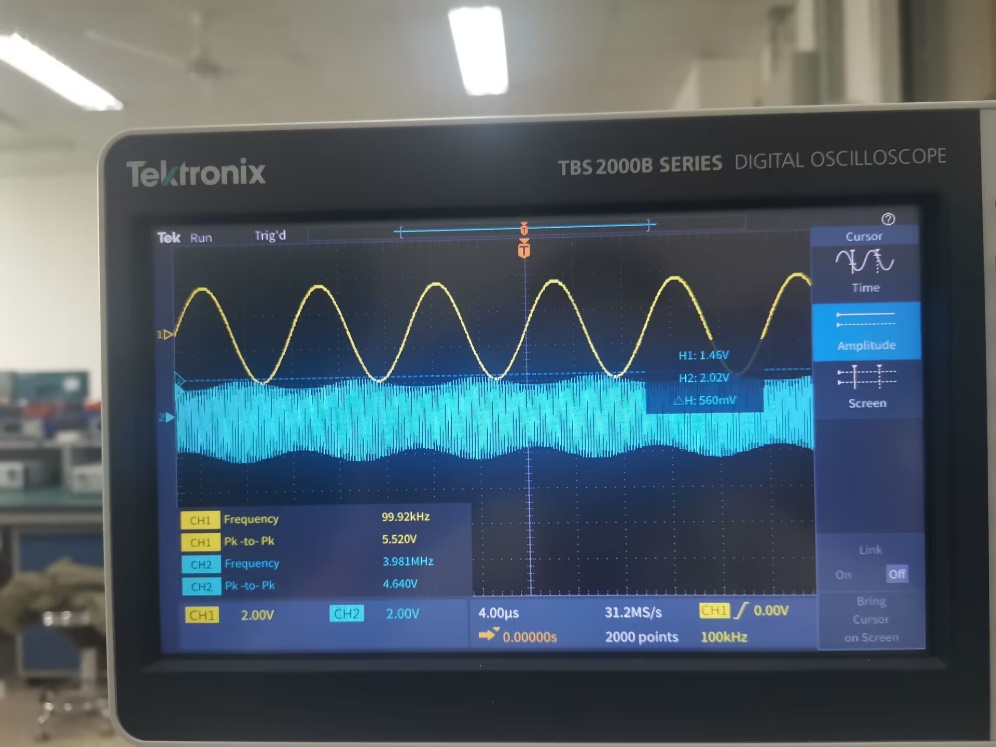 Tektronix
TBS 2000B SERIES DIGITAL OSCILLOSCOPE
Tek Run Trig'd
T
?
Cursor
Time
1
H1: 1.46V
H2: 2.02V
△H: 560mV
Amplitude
2
Screen
CH1 Frequency 99.92kHz
CH1 Pk-to-Pk 5.520V
CH2 Frequency 3.981MHz
CH2 Pk-to-Pk 4.640V
Link
On Off
Bring
Cursor
on Screen
CH1 2.00V CH2 2.00V 4.00µs 31.2MS/s CH1 0.00V
0.00000s 2000 points 100kHz